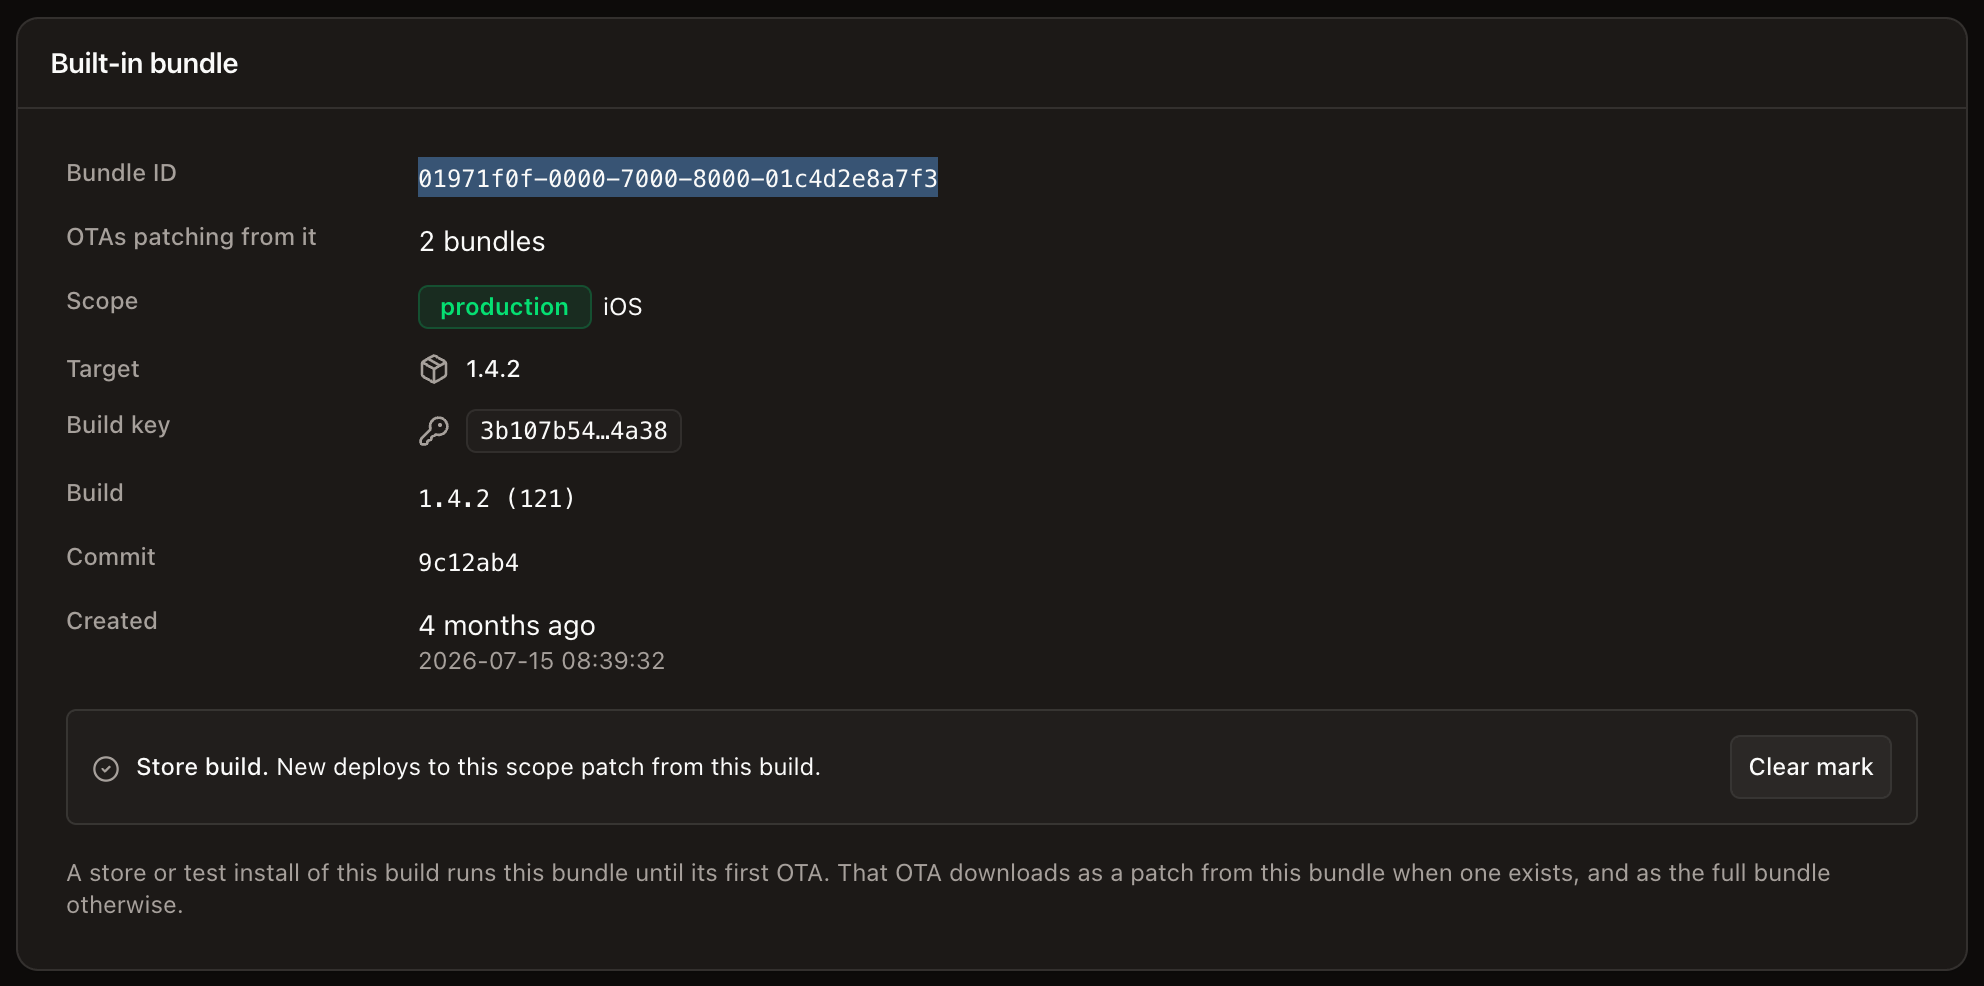 Built-in bundle
Bundle ID 01971f0f-0000-7000-8000-01c4d2e8a7f3
OTAs patching from it 2 bundles
Scope production iOS
Target 1.4.2
Build key 3b107b54…4a38
Build 1.4.2 (121)
Commit 9c12ab4
Created 4 months ago
2026-07-15 08:39:32
Store build. New deploys to this scope patch from this build. Clear mark
A store or test install of this build runs this bundle until its first OTA. That OTA downloads as a patch from this bundle when one exists, and as the full bundle
otherwise.